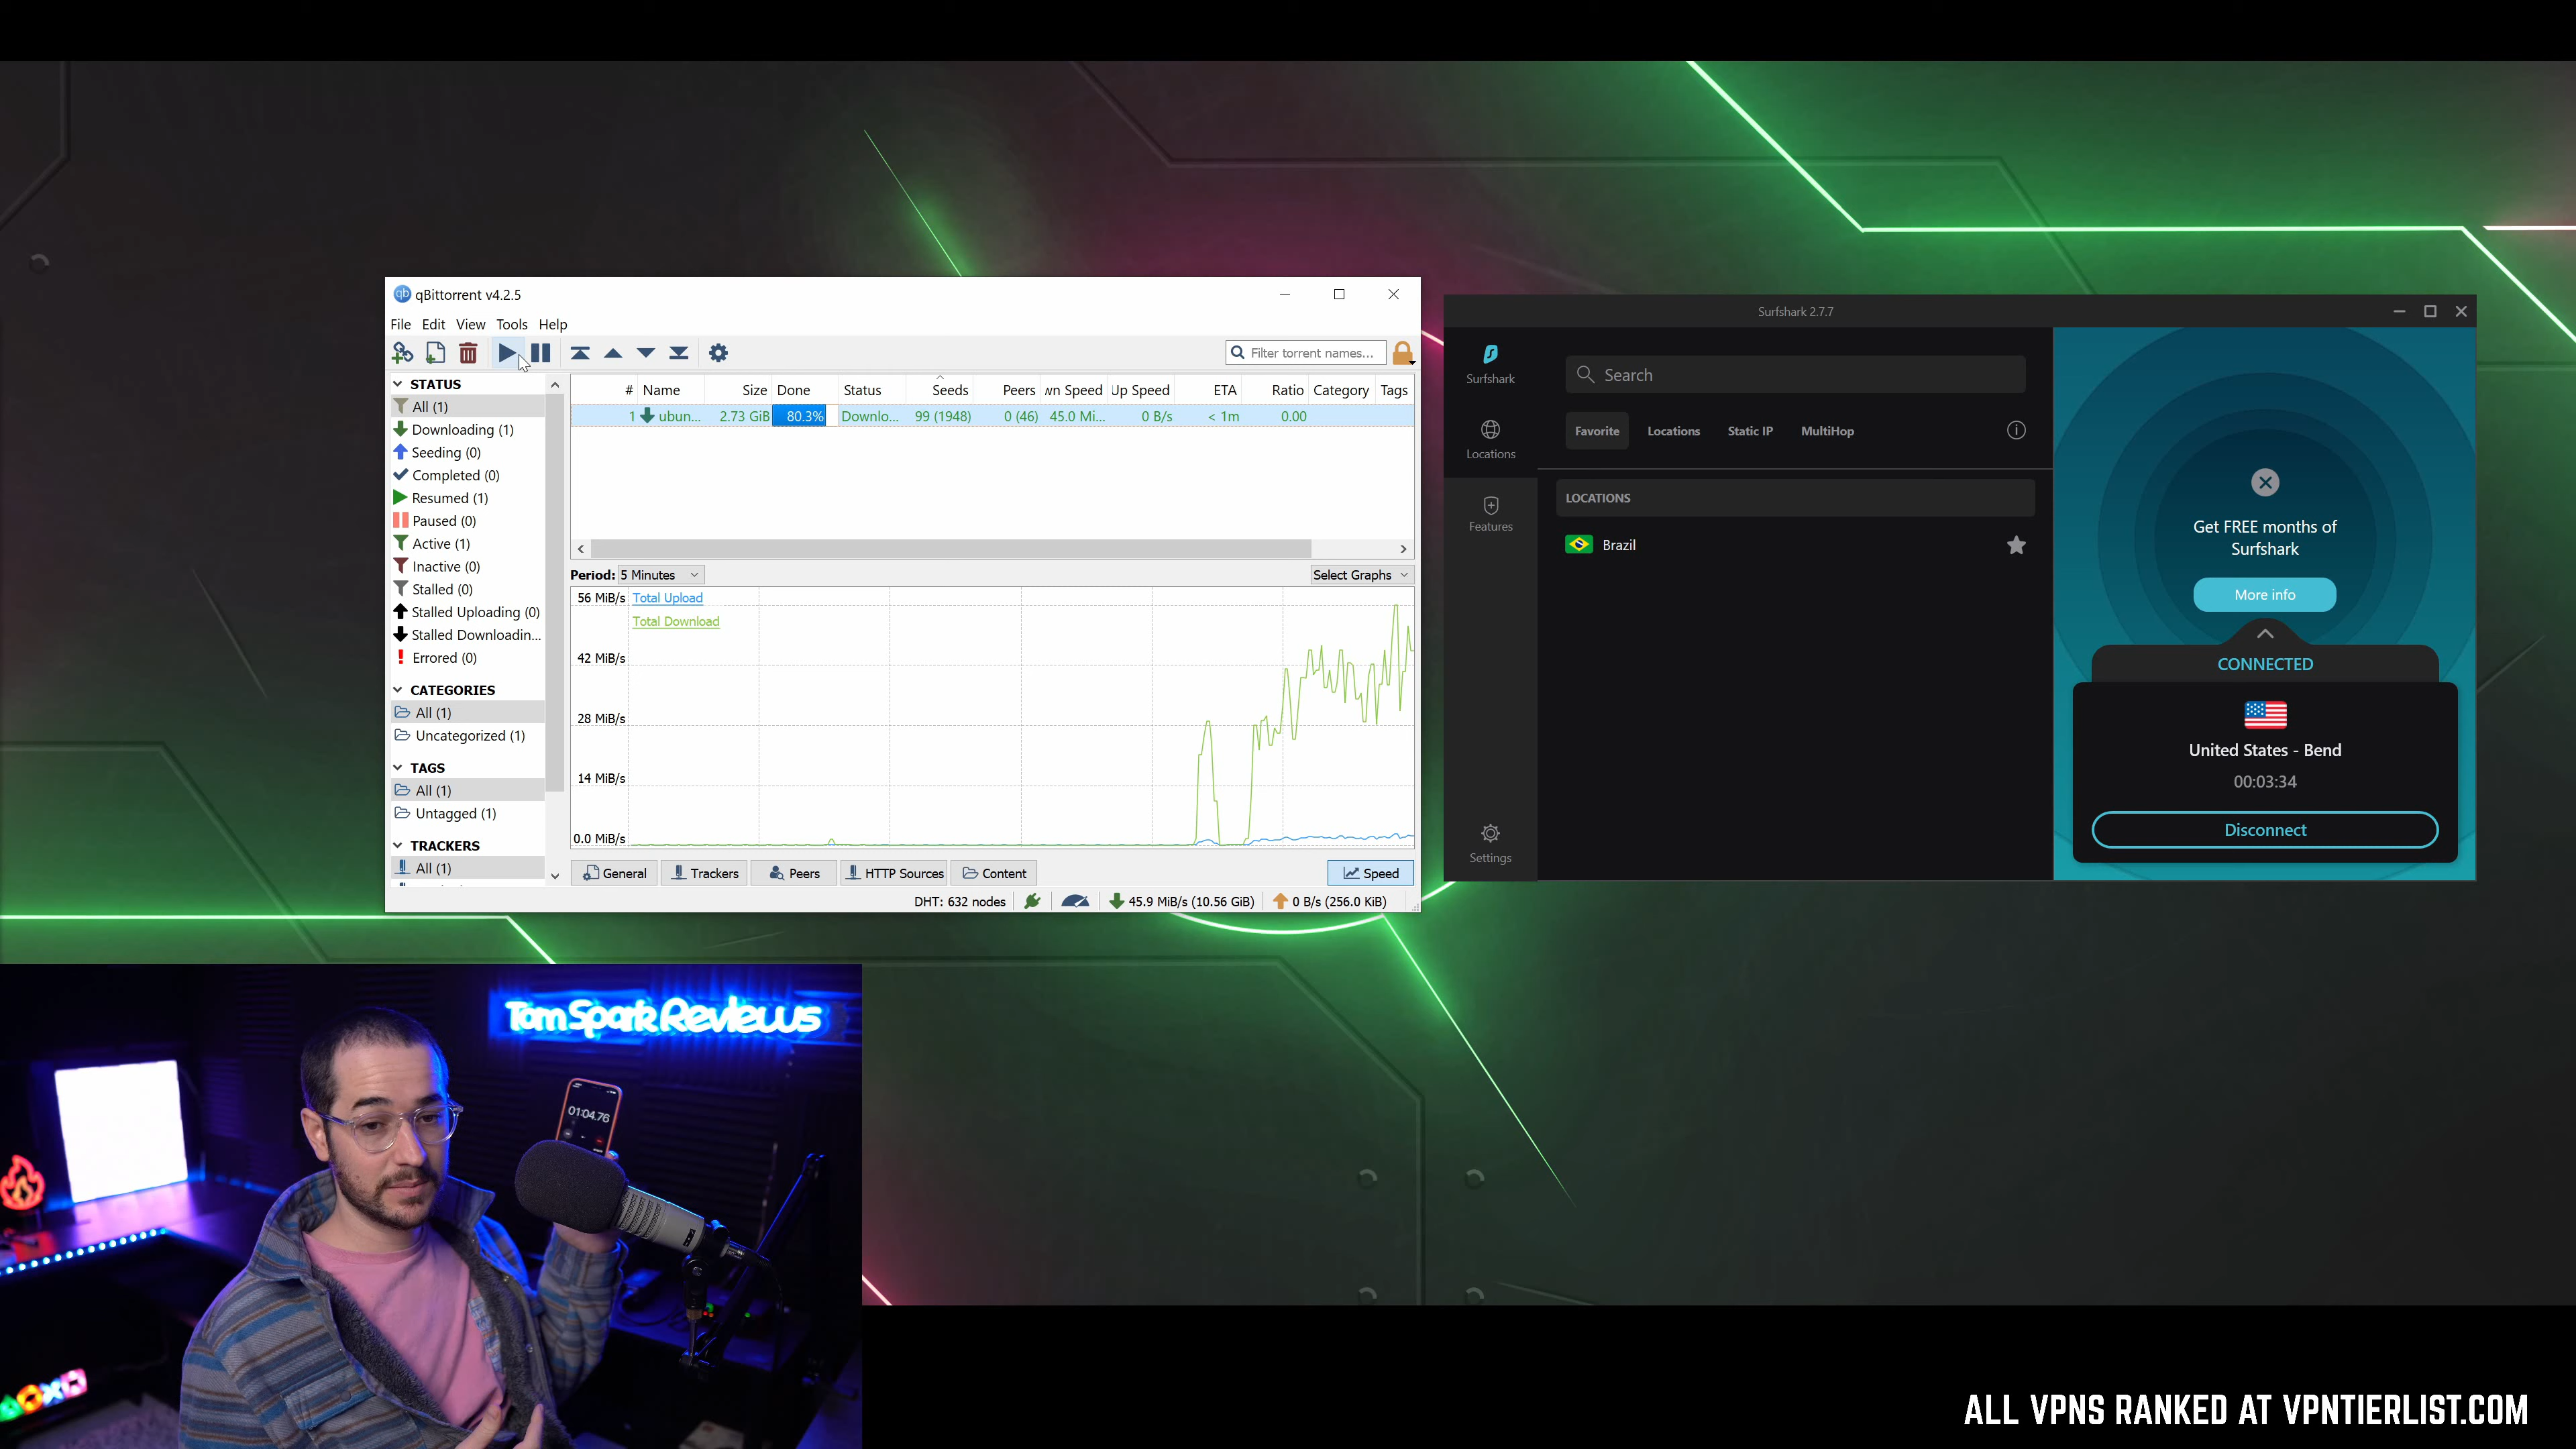 qb qBittorrent v4.2.5
File Edit View Tools Help
Filter torrent names...
STATUS
All (1)
Downloading (1)
Seeding (0)
Completed (0)
Resumed (1)
Paused (0)
Active (1)
Inactive (0)
Stalled (0)
Stalled Uploading (0)
Stalled Downloadin...
Errored (0)
CATEGORIES
All (1)
Uncategorized (1)
TAGS
All (1)
Untagged (1)
TRACKERS
All (1)
# Name Size Done Status Seeds Peers wn Speed Up Speed ETA Ratio Category Tags
1 ubun... 2.73 GiB 80.3% Downlo... 99 (1948) 0 (46) 45.0 Mi... 0 B/s < 1m 0.00
Period: 5 Minutes Select Graphs
56 MiB/s Total Upload
Total Download
42 MiB/s
28 MiB/s
14 MiB/s
0.0 MiB/s
General Trackers Peers HTTP Sources Content Speed
DHT: 632 nodes 45.9 MiB/s (10.56 GiB) 0 B/s (256.0 KiB)
Surfshark 2.7.7
Surfshark
Locations
Features
Settings
Search
Favorite Locations Static IP MultiHop
LOCATIONS
Brazil
Get FREE months of
Surfshark
More info
CONNECTED
United States - Bend
00:03:34
Disconnect
Tom Spark Reviews
01:04.76
ALL VPNS RANKED AT VPNTIERLIST.COM